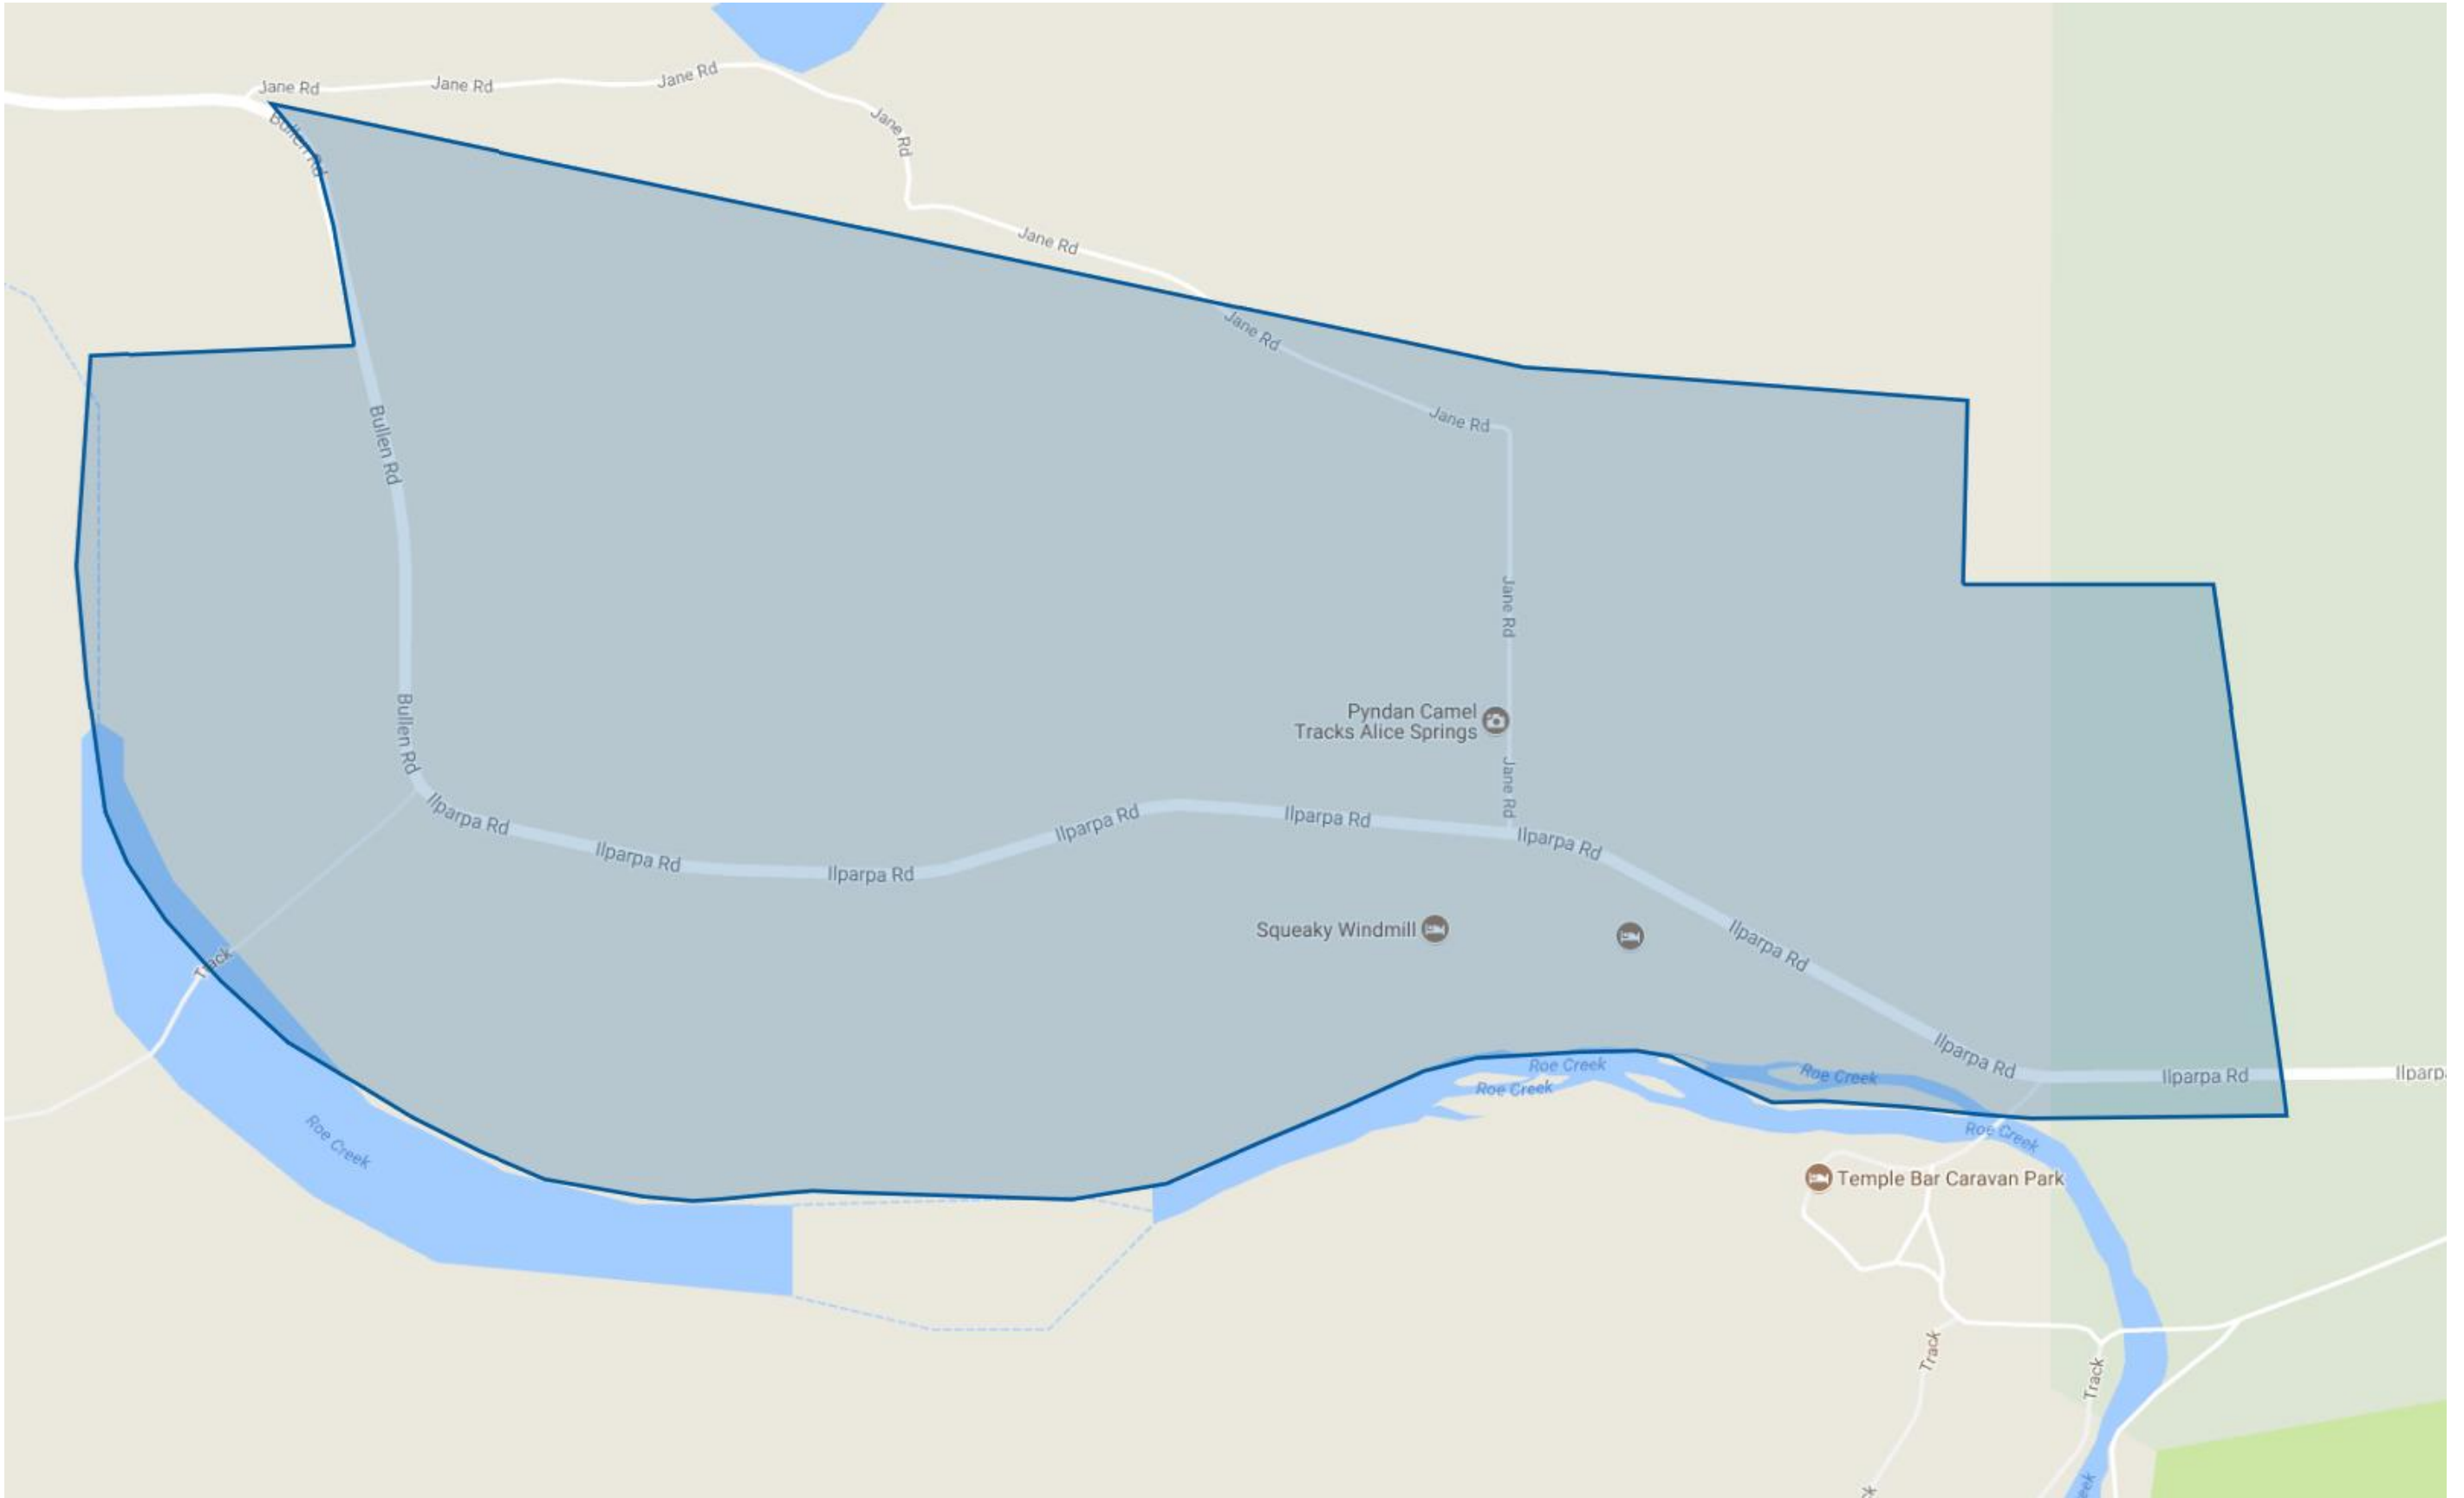 Jane Rd
Jane Rd
Jane Rd
Bullen Rd
Jane Rd
Jane Rd
Jane Rd
Jane Rd
Bullen Rd
Jane Rd
Bullen Rd
Pyndan Camel
Tracks Alice Springs
Jane Rd
Ilparpa Rd
Ilparpa Rd
Ilparpa Rd
Ilparpa Rd
Ilparpa Rd
Ilparpa Rd
Squeaky Windmill
Ilparpa Rd
Track
Ilparpa Rd
Roe Creek
Roe Creek
Roe Creek
Ilparpa Rd
Ilparp
Roe Creek
Roe Creek
Temple Bar Caravan Park
Track
Track
ck
eek